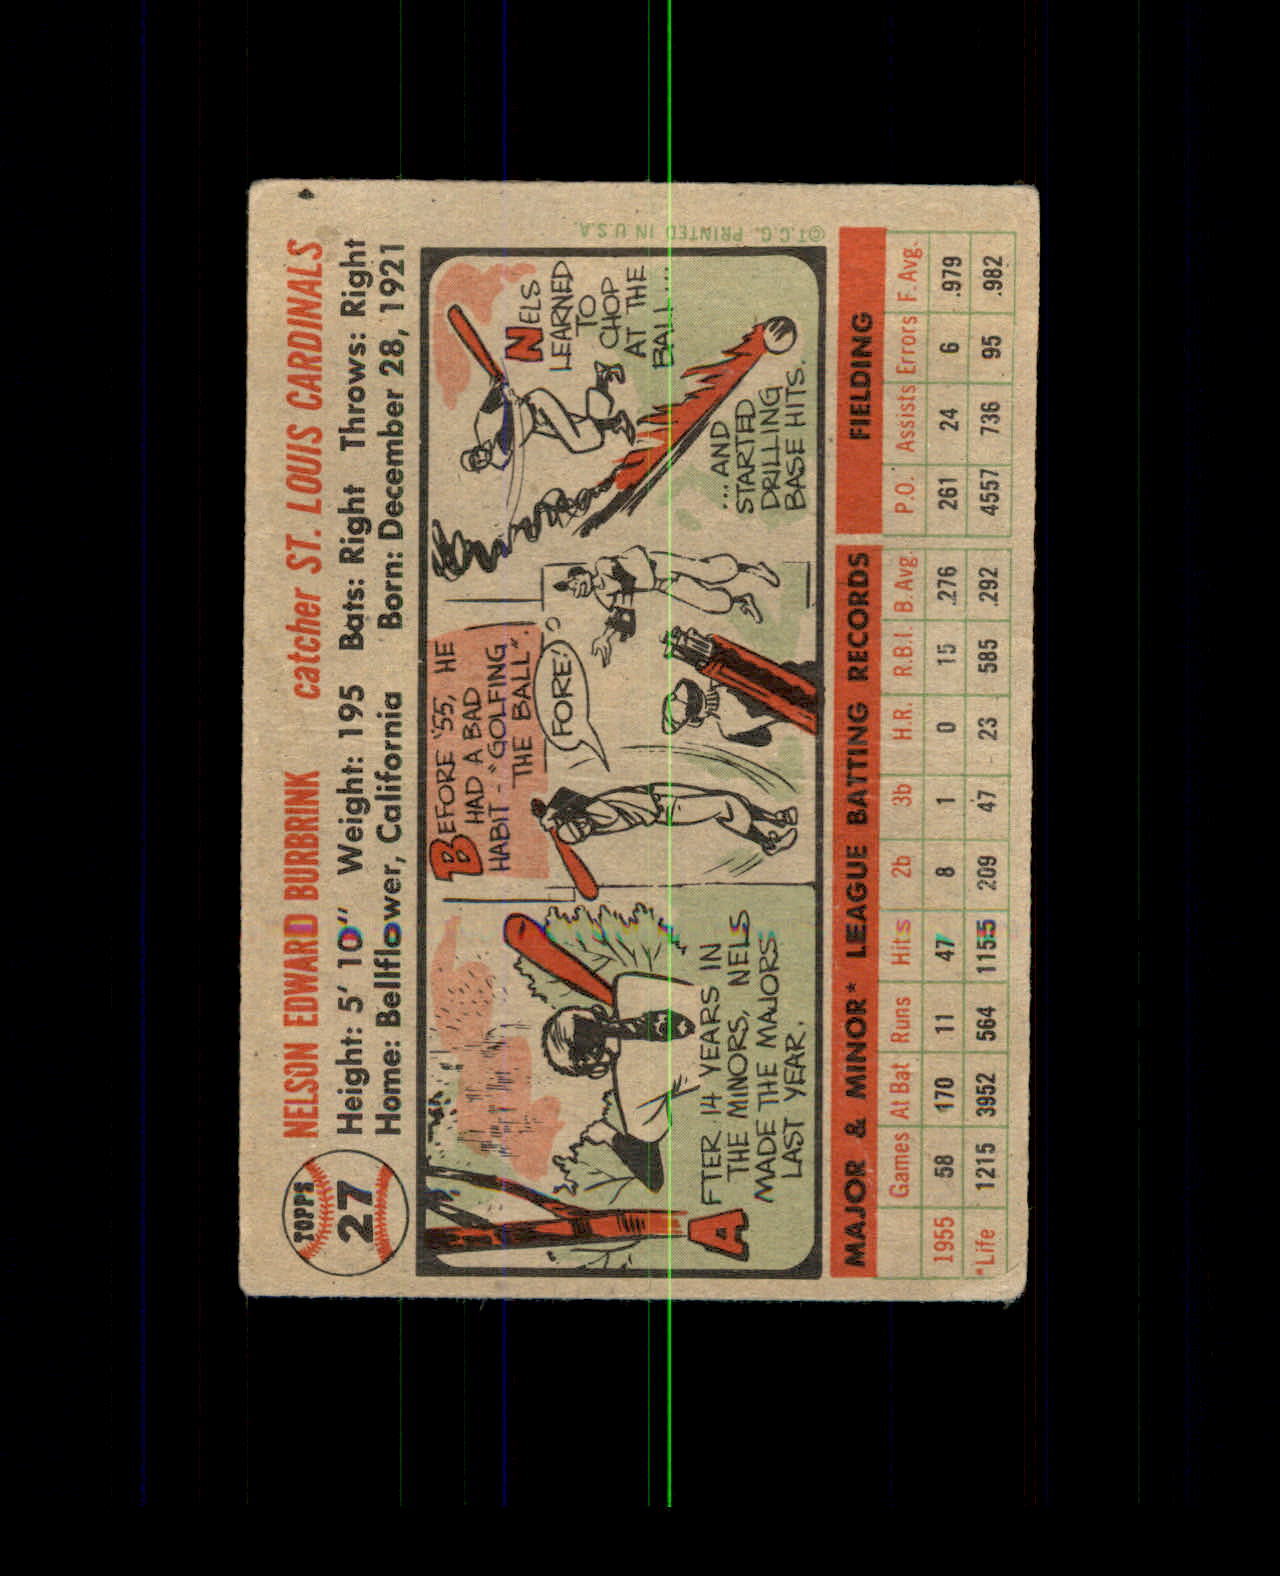 TOPPS
27
NELSON EDWARD BURBRINK catcher ST. LOUIS CARDINALS
Height: 5' 10" Weight: 195 Bats: Right Throws: Right
Home: Bellflower, California Born: December 28, 1921
AFTER 14 YEARS IN
THE MINORS, NELS
MADE THE MAJORS
LAST YEAR.
BEFORE '55, HE
HAD A BAD
HABIT - "GOLFING
THE BALL".
FORE!
NELS
LEARNED
TO
CHOP
AT THE
BALL...
...AND
STARTED
DRILLING
BASE HITS.
©T.C.G. PRINTED IN U.S.A.
MAJOR & MINOR* LEAGUE BATTING RECORDS FIELDING
Games At Bat Runs Hits 2b 3b H.R. R.B.I. B.Avg. P.O. Assists Errors F.Avg.
1955 58 170 11 47 8 1 0 15 .276 261 24 6 .979
*Life 1215 3952 564 1155 209 47 23 585 .292 4557 736 95 .982